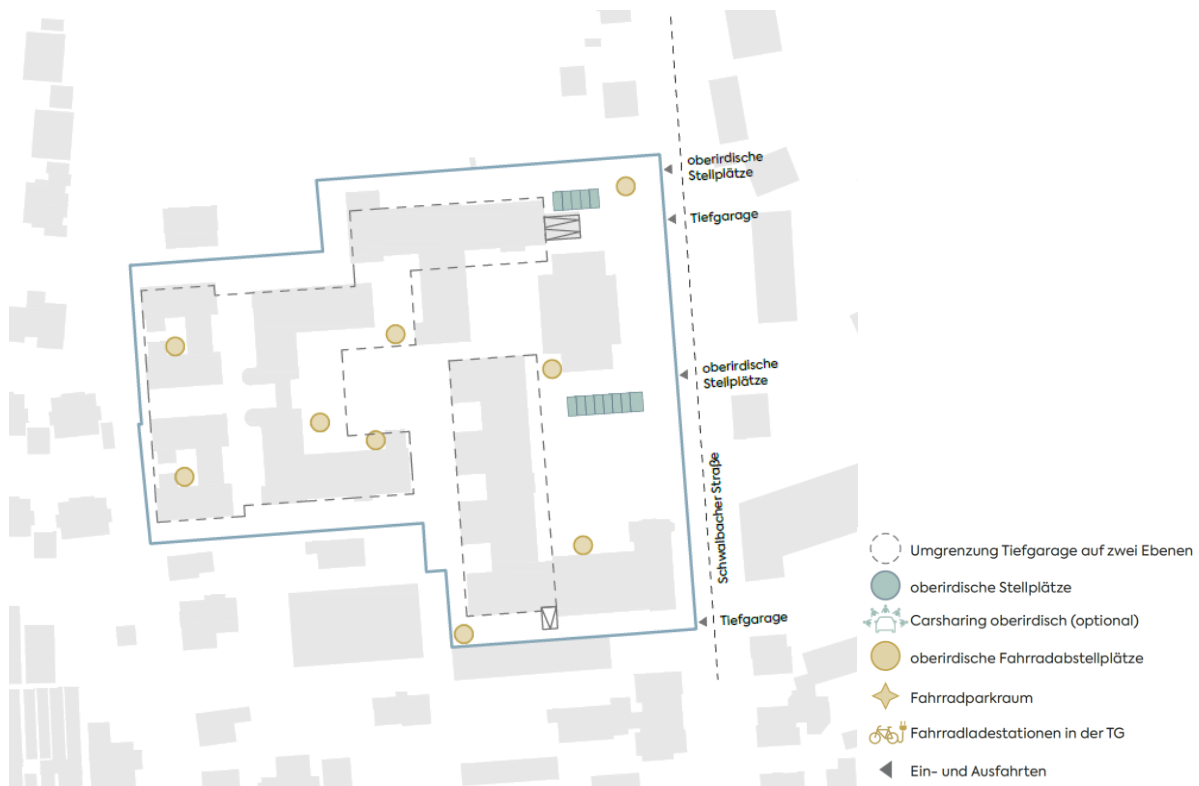 oberirdische
Stellplätze
Tiefgarage
oberirdische
Stellplätze
Schwalbacher Straße
Tiefgarage
Umgrenzung Tiefgarage auf zwei Ebenen
oberirdische Stellplätze
Carsharing oberirdisch (optional)
oberirdische Fahrradabstellplätze
Fahrradparkraum
Fahrradladestationen in der TG
Ein- und Ausfahrten